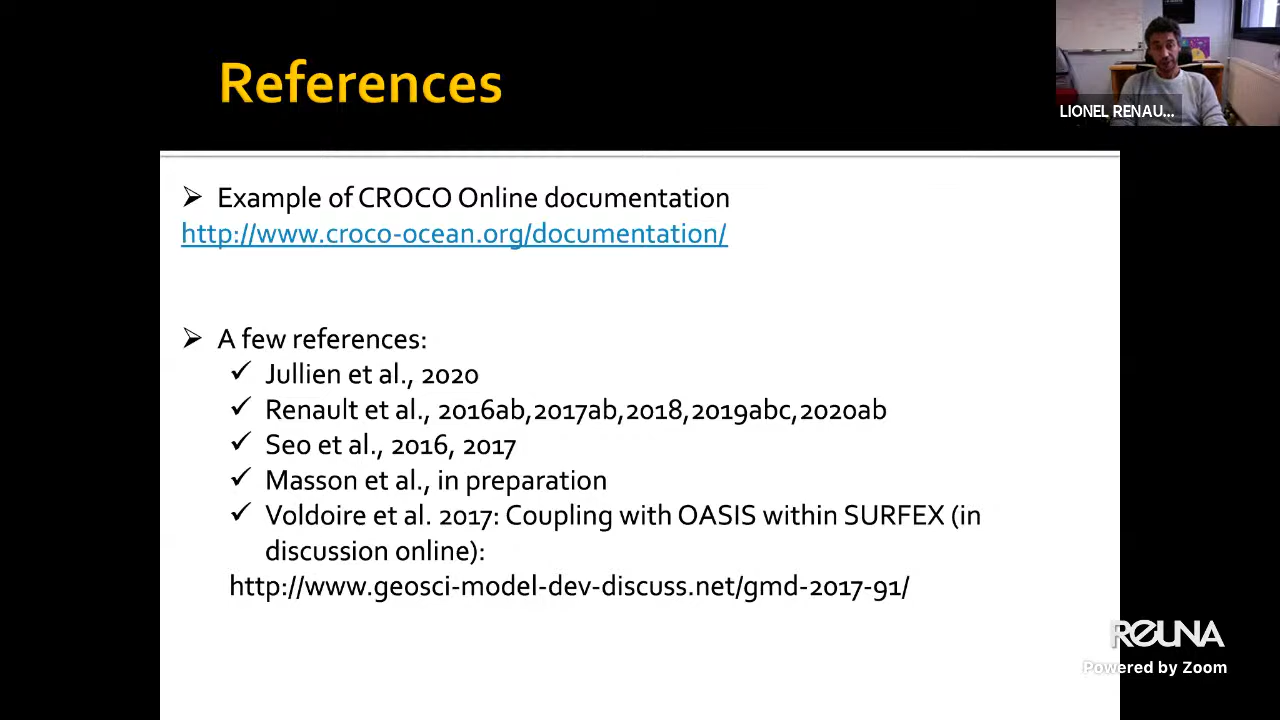 References
LIONEL RENAU...
➢ Example of CROCO Online documentation
http://www.croco-ocean.org/documentation/
➢ A few references:
✓ Jullien et al., 2020
✓ Renault et al., 2016ab,2017ab,2018,2019abc,2020ab
✓ Seo et al., 2016, 2017
✓ Masson et al., in preparation
✓ Voldoire et al. 2017: Coupling with OASIS within SURFEX (in
discussion online):
http://www.geosci-model-dev-discuss.net/gmd-2017-91/
REUNA
Powered by Zoom